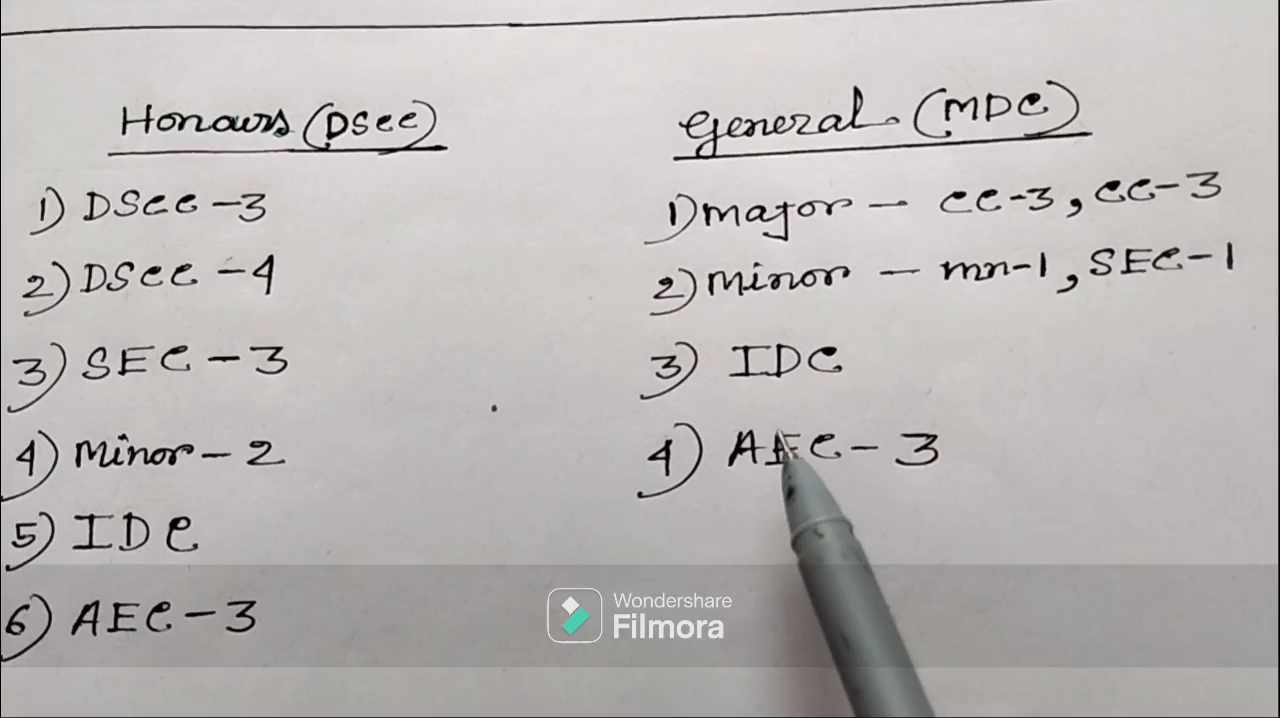 Honours (DSCC)
1) DSCC - 3
2) DSCC - 4
3) SEC - 3
4) Minor - 2
5) IDC
6) AEC - 3
General. (MDC)
1) Major - CC-3, CC-3
2) Minor - mn-1, SEC-1
3) IDC
4) AEC - 3
Wondershare
Filmora